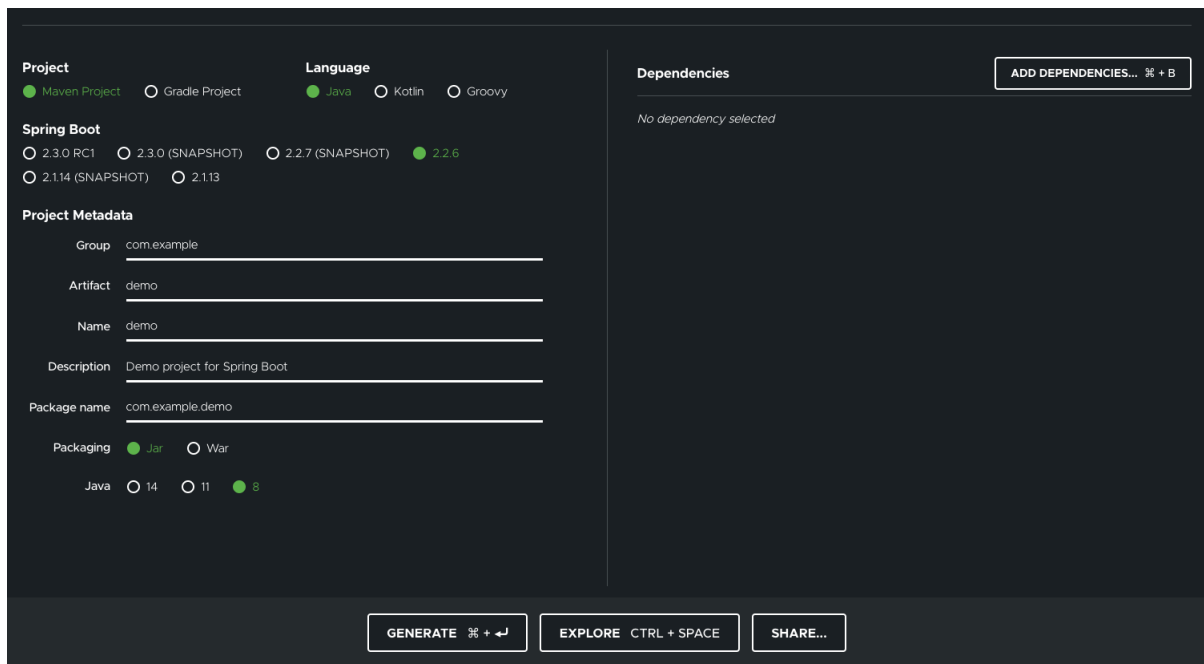 Project
Maven Project Gradle Project
Language
Java Kotlin Groovy
Spring Boot
2.3.0 RC1 2.3.0 (SNAPSHOT) 2.2.7 (SNAPSHOT) 2.2.6
2.1.14 (SNAPSHOT) 2.1.13
Project Metadata
Group com.example
Artifact demo
Name demo
Description Demo project for Spring Boot
Package name com.example.demo
Packaging Jar War
Java 14 11 8
Dependencies
ADD DEPENDENCIES... ⌘ + B
No dependency selected
GENERATE ⌘ + ↵
EXPLORE CTRL + SPACE
SHARE...